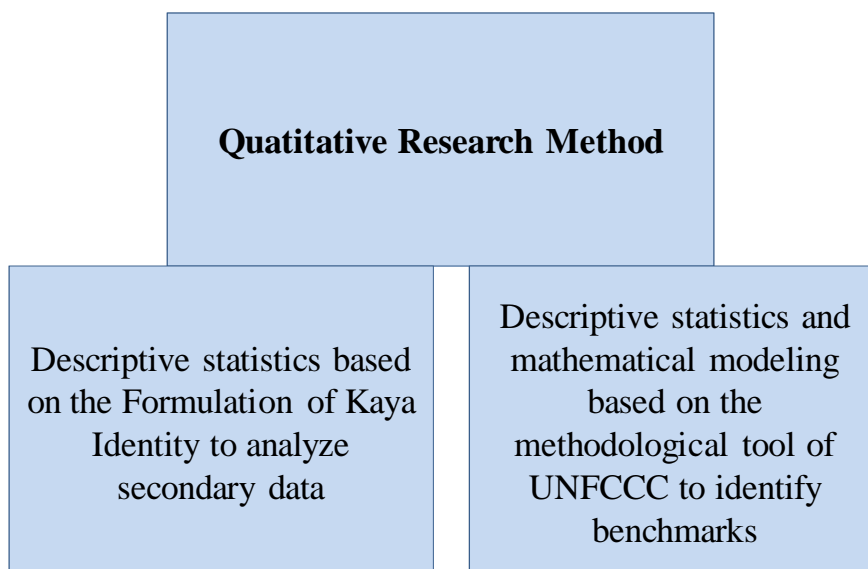 Quatitative Research Method
Descriptive statistics based
on the Formulation of Kaya
Identity to analyze
secondary data
Descriptive statistics and
mathematical modeling
based on the
methodological tool of
UNFCCC to identify
benchmarks